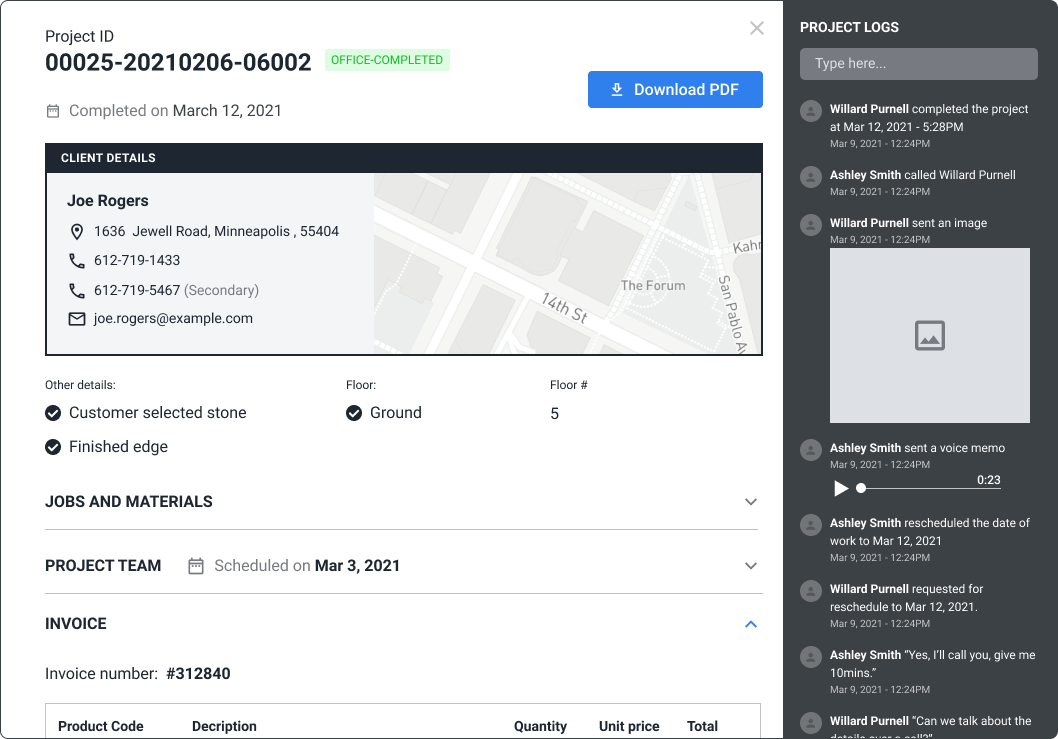 Project ID
00025-20210206-06002
OFFICE-COMPLETED
Completed on March 12, 2021
Download PDF
CLIENT DETAILS
Joe Rogers
1636 Jewell Road, Minneapolis , 55404
612-719-1433
612-719-5467 (Secondary)
joe.rogers@example.com
The Forum
14th St
Kahn
San Pablo Av
Other details:
Customer selected stone
Finished edge
Floor:
Ground
Floor #
5
JOBS AND MATERIALS
PROJECT TEAM
Scheduled on Mar 3, 2021
INVOICE
Invoice number: #312840
Product Code Decription Quantity Unit price Total
PROJECT LOGS
Type here...
Willard Purnell completed the project
at Mar 12, 2021 - 5:28PM
Mar 9, 2021 - 12:24PM
Ashley Smith called Willard Purnell
Mar 9, 2021 - 12:24PM
Willard Purnell sent an image
Mar 9, 2021 - 12:24PM
Ashley Smith sent a voice memo
Mar 9, 2021 - 12:24PM
0:23
Ashley Smith rescheduled the date of
work to Mar 12, 2021
Mar 9, 2021 - 12:24PM
Willard Purnell requested for
reschedule to Mar 12, 2021.
Mar 9, 2021 - 12:24PM
Ashley Smith “Yes, I’ll call you, give me
10mins.”
Mar 9, 2021 - 12:24PM
Willard Purnell “Can we talk about the
details over a call?”